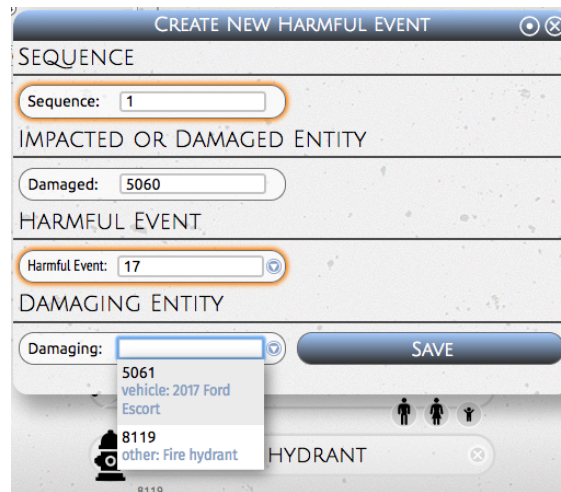 CREATE NEW HARMFUL EVENT
SEQUENCE
Sequence: 1
IMPACTED OR DAMAGED ENTITY
Damaged: 5060
HARMFUL EVENT
Harmful Event: 17
DAMAGING ENTITY
Damaging: SAVE
5061
vehicle: 2017 Ford
Escort
8119
other: Fire hydrant
HYDRANT
8119